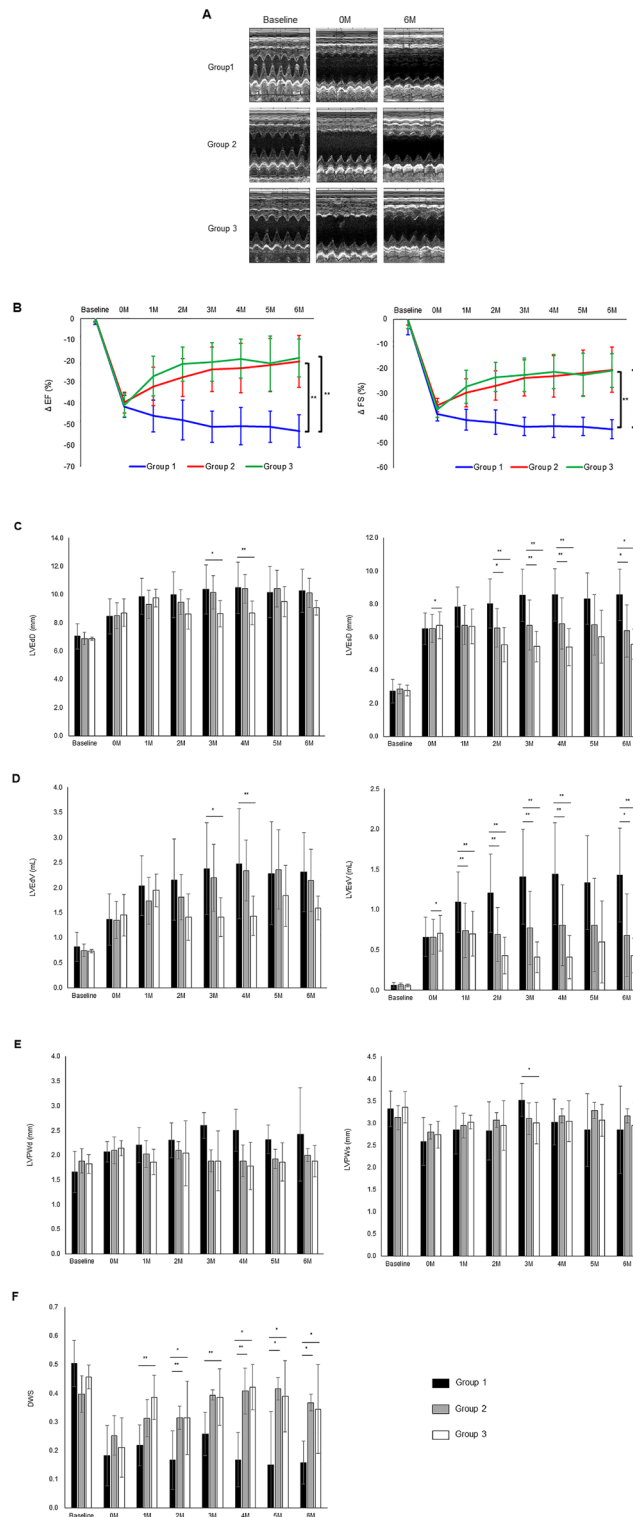 A
Baseline 0M 6M
Group1
Group 2
Group 3
B
Baseline 0M 1M 2M 3M 4M 5M 6M
0
-10
-20
-30
-40
-50
-60
-70
Δ EF (%)
**
**
Group 1 Group 2 Group 3
Baseline 0M 1M 2M 3M 4M 5M 6M
0
-10
-20
-30
-40
-50
-60
Δ FS (%)
**
Group 1 Group 2 Group 3
C
14.0
12.0
10.0
8.0
6.0
4.0
2.0
0.0
LVEdD (mm)
* **
Baseline 0M 1M 2M 3M 4M 5M 6M
12.0
10.0
8.0
6.0
4.0
2.0
0.0
LVEsD (mm)
** ** ** *
* * ** ** *
Baseline 0M 1M 2M 3M 4M 5M 6M
D
4.0
3.5
3.0
2.5
2.0
1.5
1.0
0.5
0.0
LVEdV (mL)
* **
Baseline 0M 1M 2M 3M 4M 5M 6M
2.5
2.0
1.5
1.0
0.5
0.0
LVEsV (mL)
** ** ** ** **
* ** ** ** ** *
Baseline 0M 1M 2M 3M 4M 5M 6M
E
4.0
3.5
3.0
2.5
2.0
1.5
1.0
0.5
0.0
LVPWd (mm)
Baseline 0M 1M 2M 3M 4M 5M 6M
4.5
4.0
3.5
3.0
2.5
2.0
1.5
1.0
0.5
0.0
LVPWs (mm)
*
Baseline 0M 1M 2M 3M 4M 5M 6M
F
0.7
0.6
0.5
0.4
0.3
0.2
0.1
0.0
DWS
** * ** * * *
** ** * *
Baseline 0M 1M 2M 3M 4M 5M 6M
Group 1
Group 2
Group 3